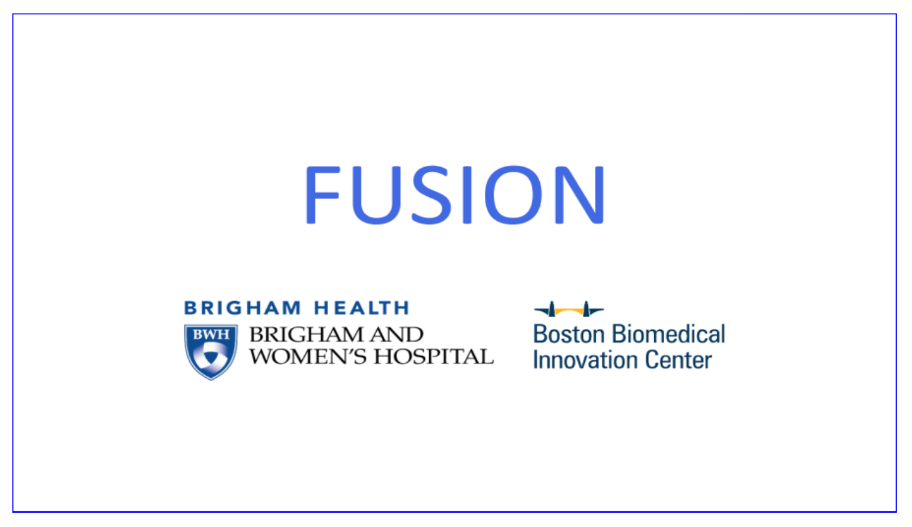 FUSION
BRIGHAM HEALTH
BWH
BRIGHAM AND
WOMEN'S HOSPITAL
Boston Biomedical
Innovation Center